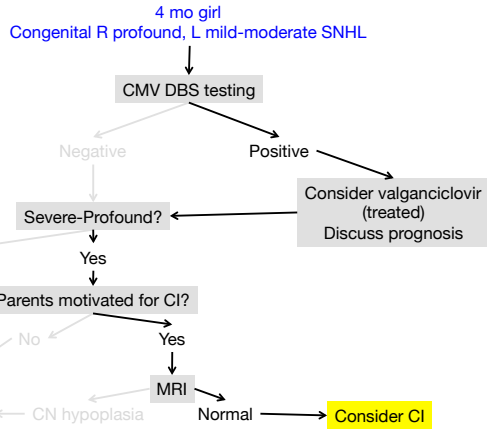 4 mo girl
Congenital R profound, L mild-moderate SNHL
CMV DBS testing
Negative
Positive
Consider valganciclovir
(treated)
Discuss prognosis
Severe-Profound?
Yes
Parents motivated for CI?
No
Yes
MRI
CN hypoplasia
Normal
Consider CI